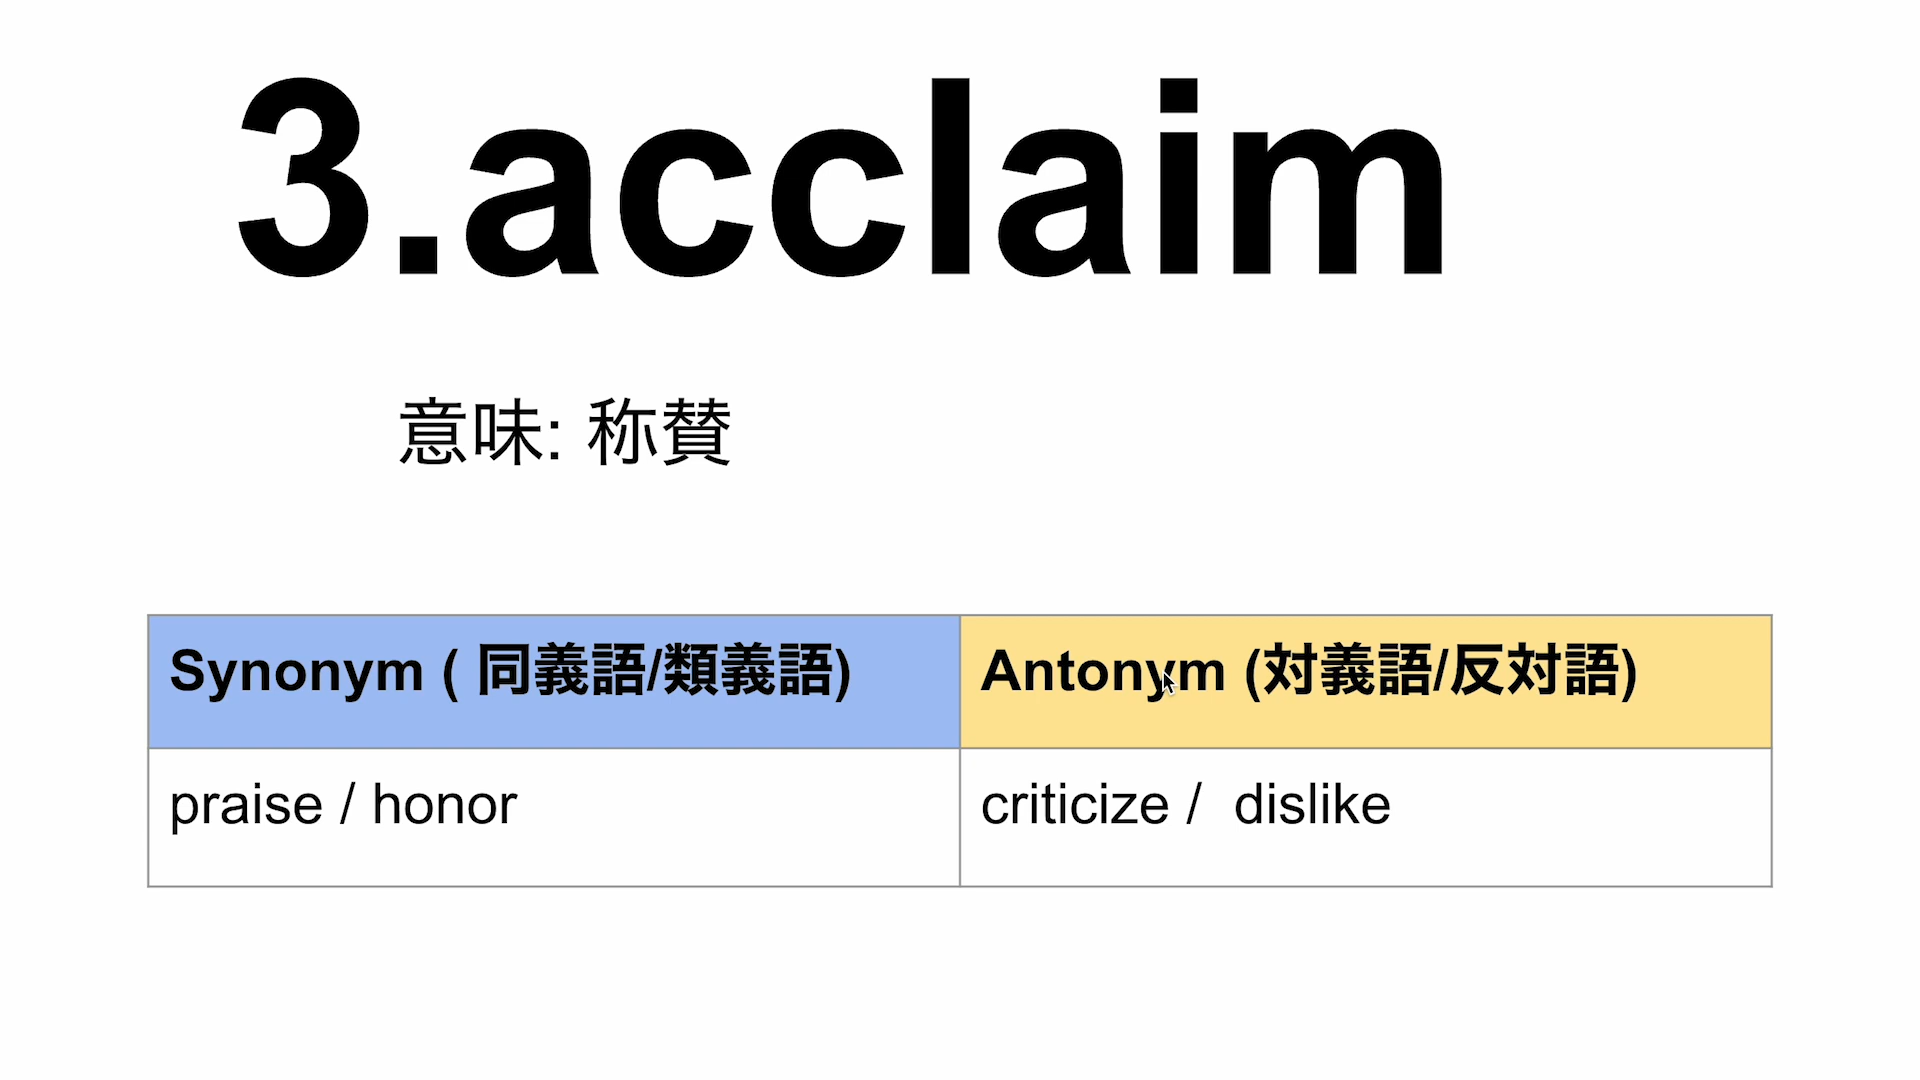 3.acclaim
意味: 称賛
Synonym ( 同義語/類義語)
Antonym (対義語/反対語)
praise / honor
criticize /  dislike